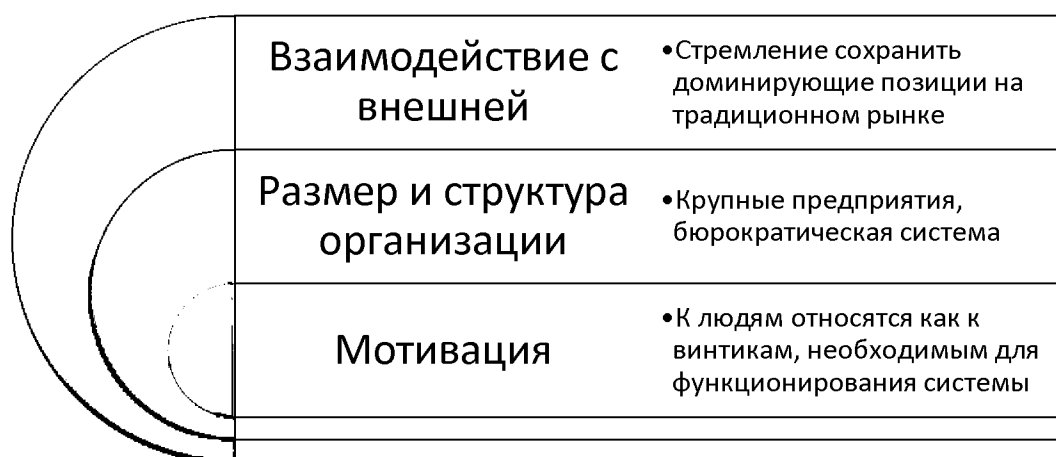 Взаимодействие с
внешней
•Стремление сохранить
доминирующие позиции на
традиционном рынке
Размер и структура
организации
•Крупные предприятия,
бюрократическая система
Мотивация
•К людям относятся как к
винтикам, необходимым для
функционирования системы